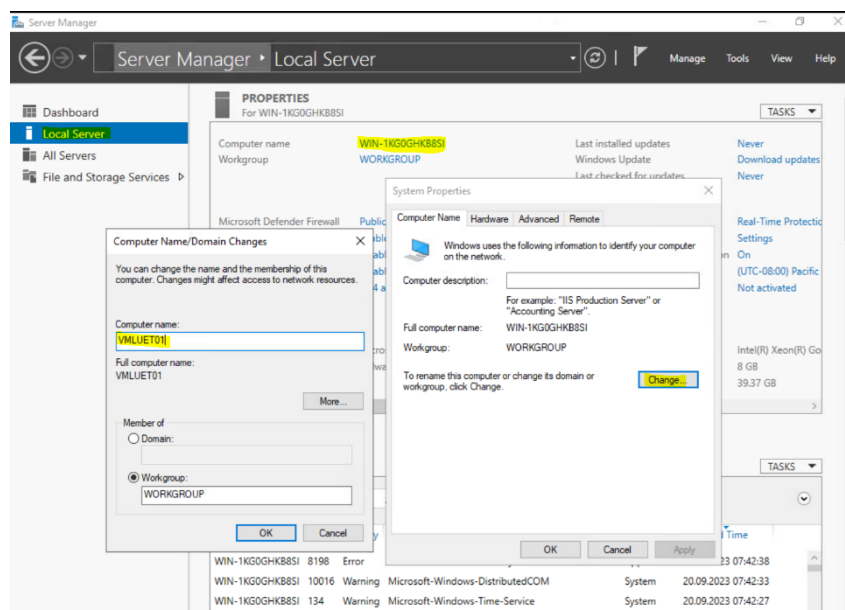 Server Manager
Server Manager • Local Server
Manage Tools View Help
Dashboard
Local Server
All Servers
File and Storage Services
PROPERTIES
For WIN-1KG0GHKB8SI
TASKS
Computer name WIN-1KG0GHKB8SI Last installed updates Never
Workgroup WORKGROUP Windows Update Download updates
Last checked for updates Never
Microsoft Defender Firewall Public Real-Time Protectic
Settings
On
(UTC-08:00) Pacific
Not activated
Intel(R) Xeon(R) Go
8 GB
39.37 GB
System Properties
Computer Name Hardware Advanced Remote
Windows uses the following information to identify your computer
on the network.
Computer description:
For example: "IIS Production Server" or
"Accounting Server".
Full computer name: WIN-1KG0GHKB8SI
Workgroup: WORKGROUP
To rename this computer or change its domain or
workgroup, click Change.
Change...
OK Cancel Apply
Computer Name/Domain Changes
You can change the name and the membership of this
computer. Changes might affect access to network resources.
Computer name:
VMLUET01
Full computer name:
VMLUET01
More...
Member of
Domain:
Workgroup:
WORKGROUP
OK Cancel
TASKS
Time
WIN-1KG0GHKB8SI 8198 Error 23 07:42:38
WIN-1KG0GHKB8SI 10016 Warning Microsoft-Windows-DistributedCOM System 20.09.2023 07:42:33
WIN-1KG0GHKB8SI 134 Warning Microsoft-Windows-Time-Service System 20.09.2023 07:42:27